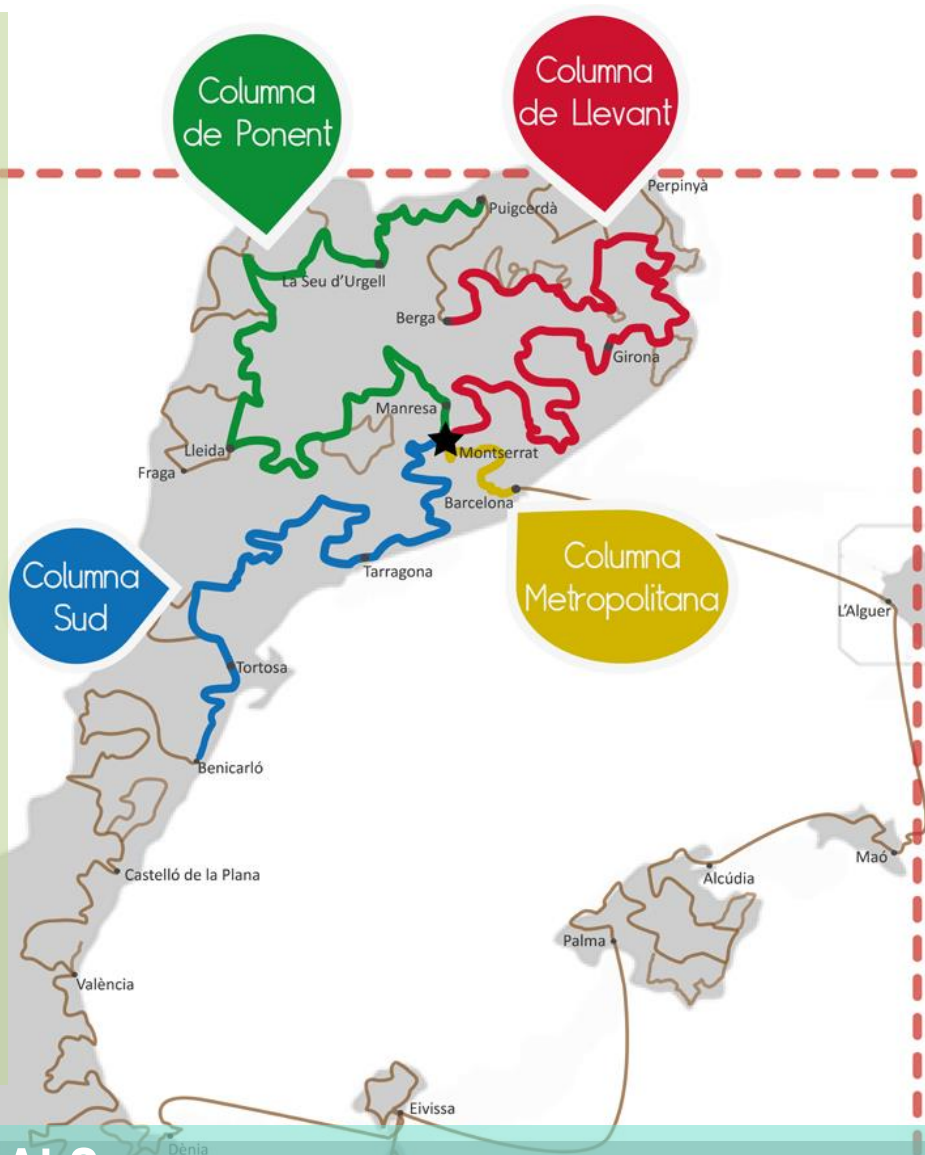 Columna
de Ponent
Columna
de Llevant
Perpinyà
Puigcerdà
La Seu d'Urgell
Berga
Girona
Manresa
Lleida
Montserrat
Fraga
Barcelona
Columna
Metropolitana
Tarragona
Columna
Sud
L'Alguer
Tortosa
Benicarló
Maó
Castelló de la Plana
Alcúdia
Palma
València
Eivissa
Dènia